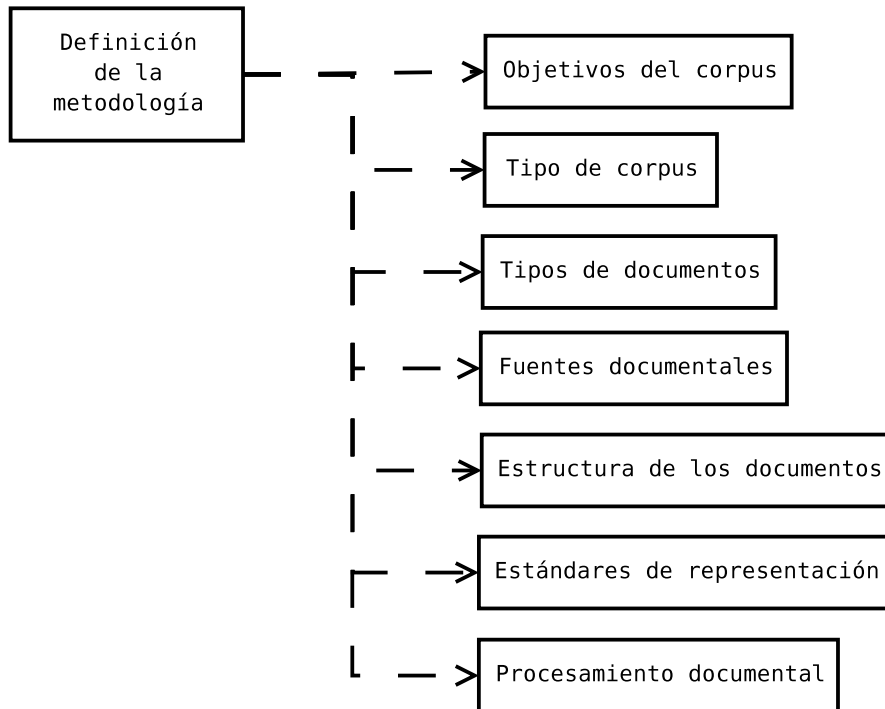 Definición
de la
metodología
Objetivos del corpus
Tipo de corpus
Tipos de documentos
Fuentes documentales
Estructura de los documentos
Estándares de representación
Procesamiento documental